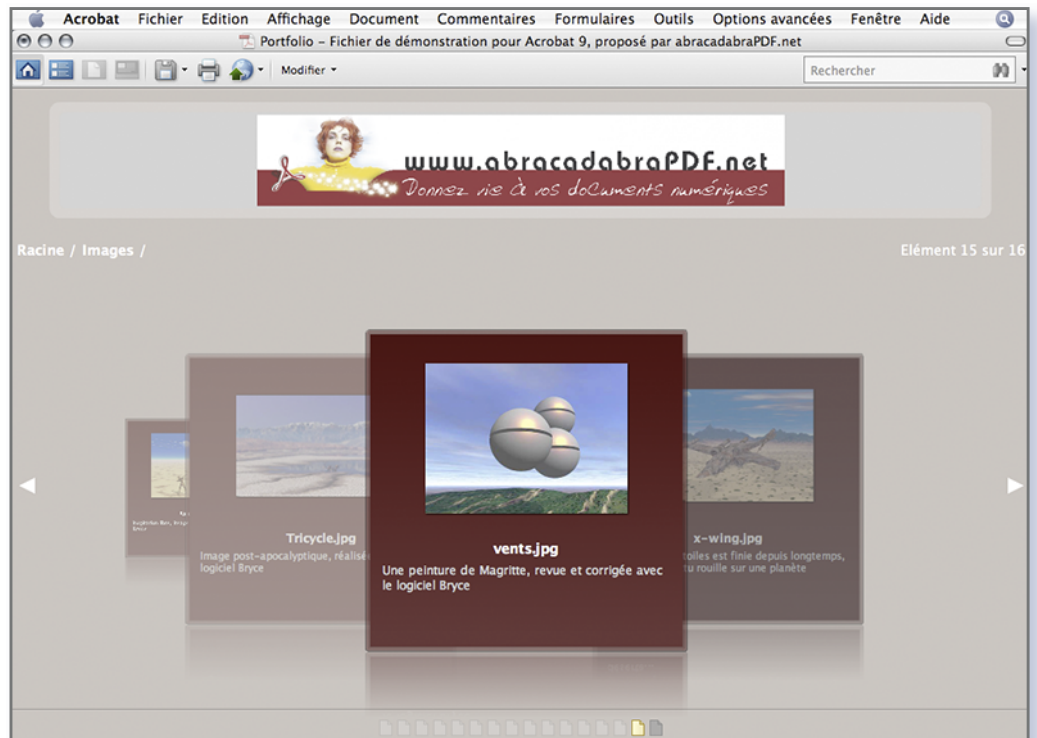 Acrobat Fichier Edition Affichage Document Commentaires Formulaires Outils Options avancées Fenêtre Aide
Portfolio – Fichier de démonstration pour Acrobat 9, proposé par abracadabraPDF.net
Modifier
Rechercher
www.abracadabraPDF.net
Donnez vie à vos documents numériques
Racine / Images /
Elément 15 sur 16
Tricycle.jpg
Image post-apocalyptique, réalisé
logiciel Bryce
vents.jpg
Une peinture de Magritte, revue et corrigée avec
le logiciel Bryce
x-wing.jpg
toiles est finie depuis longtemps,
tu rouille sur une planète